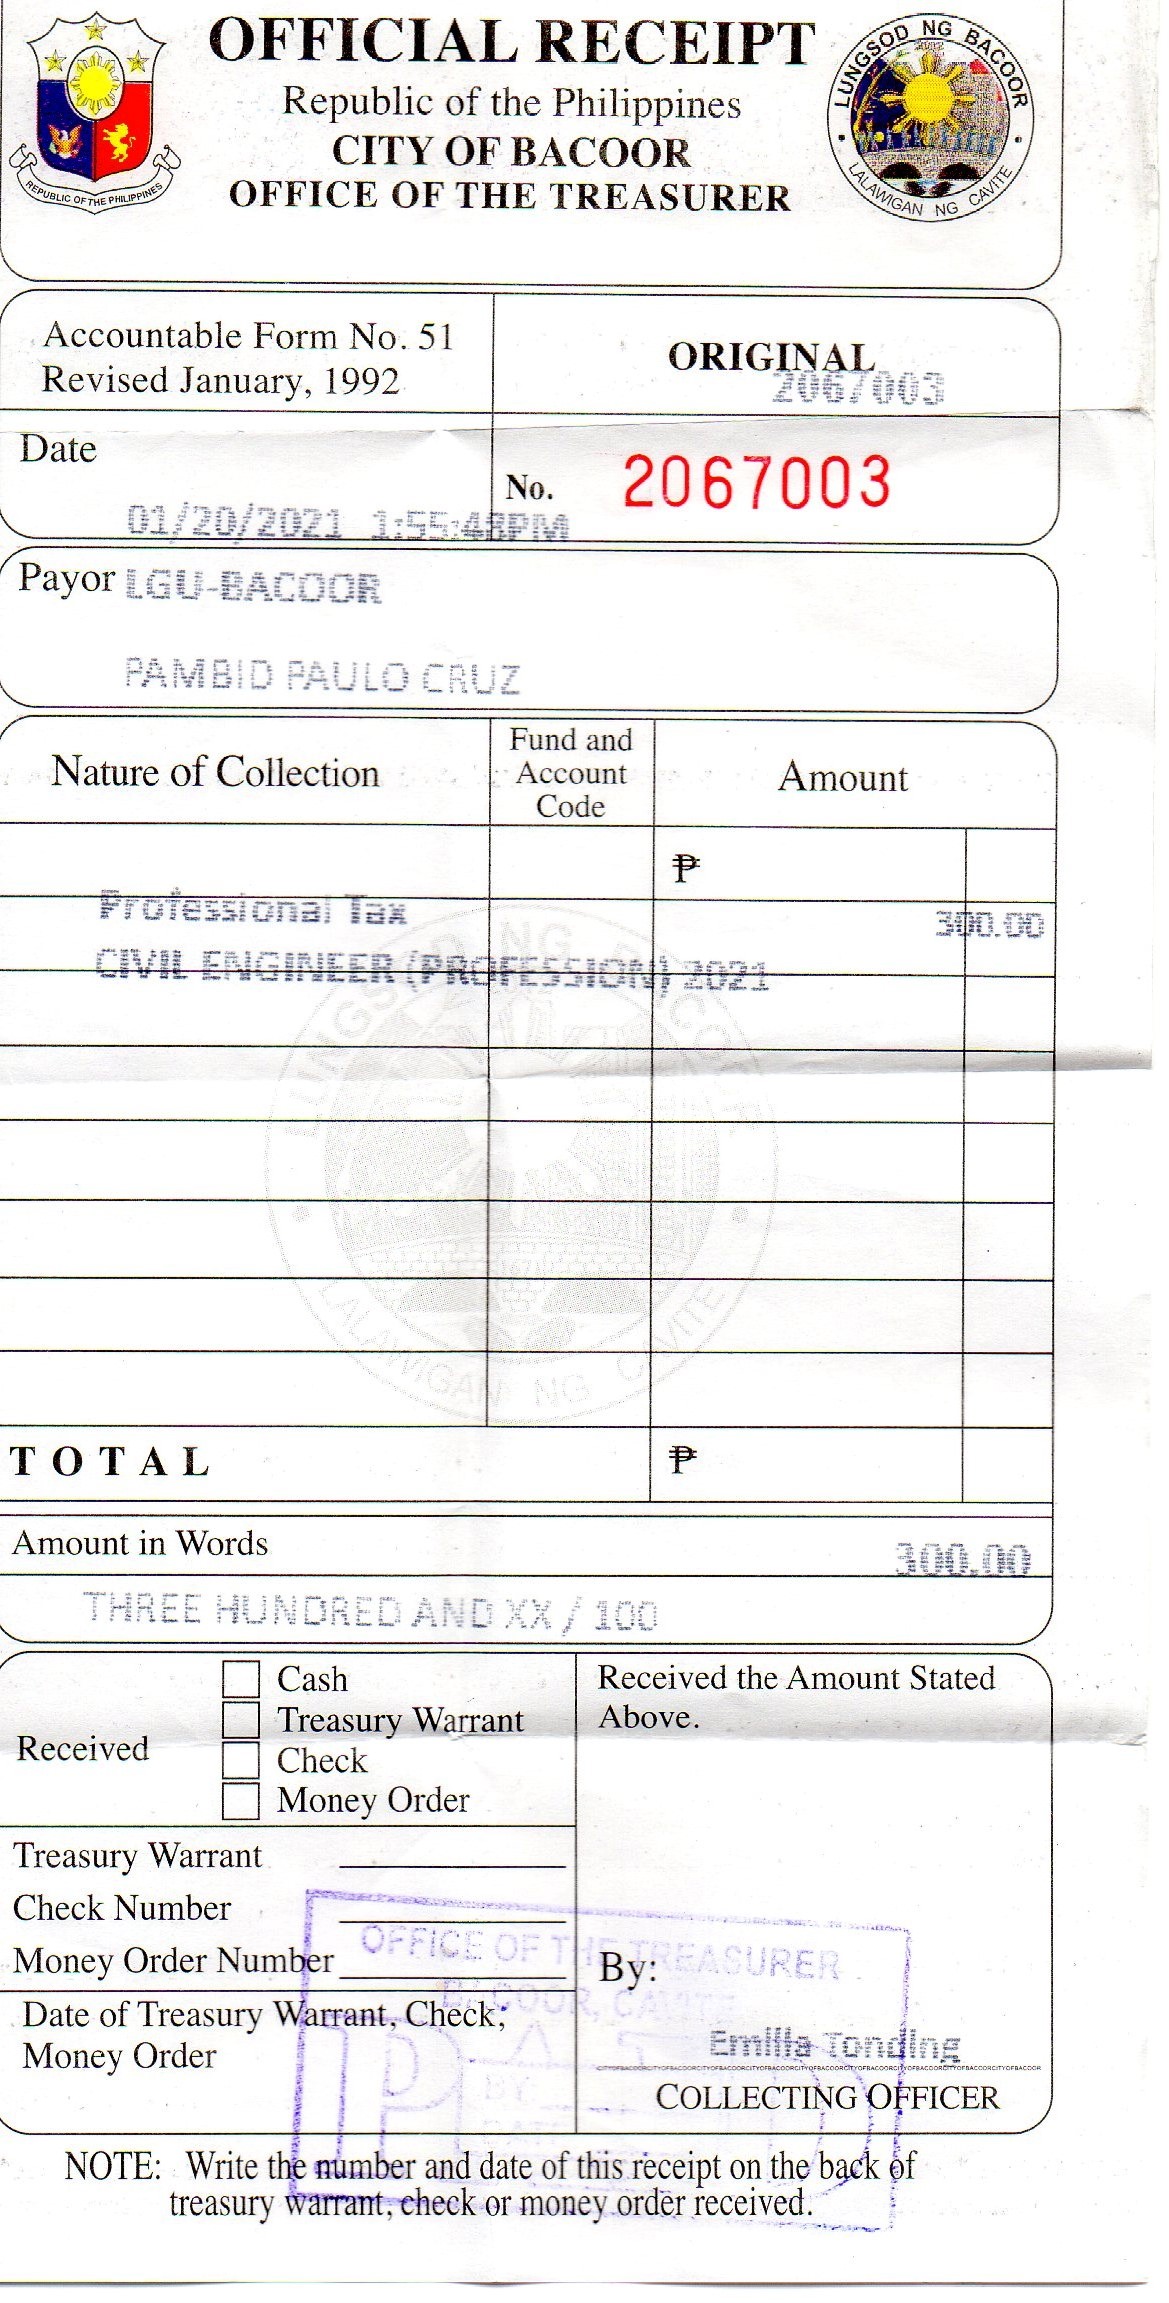 OFFICIAL RECEIPT
Republic of the Philippines
CITY OF BACOOR
OFFICE OF THE TREASURER
REPUBLIC OF THE PHILIPPINES
LUNGSOD NG BACOOR
LALAWIGAN NG CAVITE
Accountable Form No. 51
Revised January, 1992
ORIGINAL
2067003
Date
01/20/2021 1:55:48PM
No. 2067003
Payor LGU-BACOOR
PAMBID PAULO CRUZ
Nature of Collection
Fund and
Account
Code
Amount
₱
Professional Tax 300.00
CIVIL ENGINEER (PROFESSION) 2021
LUNGSOD NG BACOOR
LALAWIGAN NG CAVITE
TOTAL ₱
Amount in Words 300.00
THREE HUNDRED AND XX / 100
Received
Cash
Treasury Warrant
Check
Money Order
Received the Amount Stated
Above.
Treasury Warrant
Check Number
Money Order Number
Date of Treasury Warrant, Check,
Money Order
OFFICE OF THE TREASURER
BACOOR, CAVITE
PAID
BY
DATE
By:
Emilia Tonding
CITYOFBACOORCITYOFBACOORCITYOFBACOORCITYOFBACOORCITYOFBACOORCITYOFBACOORCITYOFBACOORCITYOFBACOOR
COLLECTING OFFICER
NOTE: Write the number and date of this receipt on the back of
treasury warrant, check or money order received.